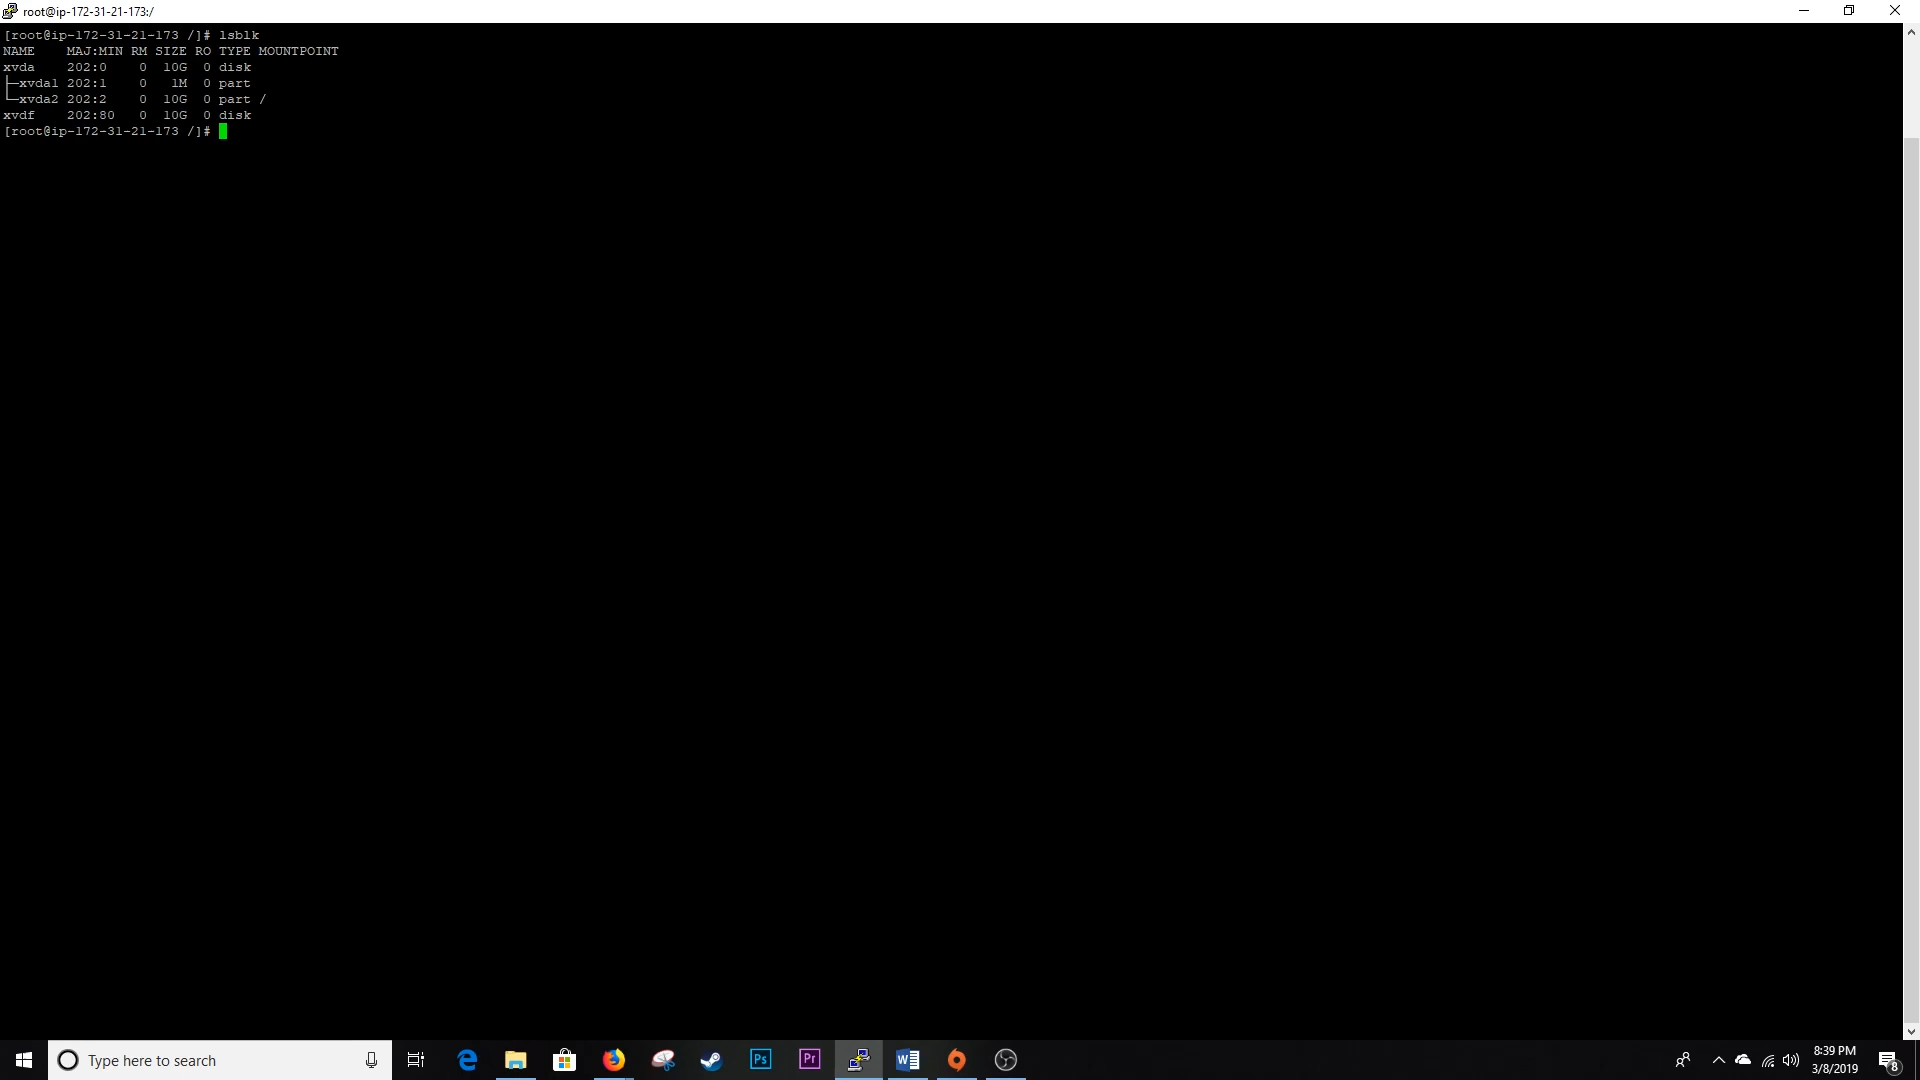 root@ip-172-31-21-173:/
[root@ip-172-31-21-173 /]# lsblk
NAME    MAJ:MIN RM SIZE RO TYPE MOUNTPOINT
xvda    202:0    0  10G  0 disk
├─xvda1 202:1    0   1M  0 part
└─xvda2 202:2    0  10G  0 part /
xvdf    202:80   0  10G  0 disk
[root@ip-172-31-21-173 /]#
Type here to search
Ps
Pr
W
8:39 PM
3/8/2019
8